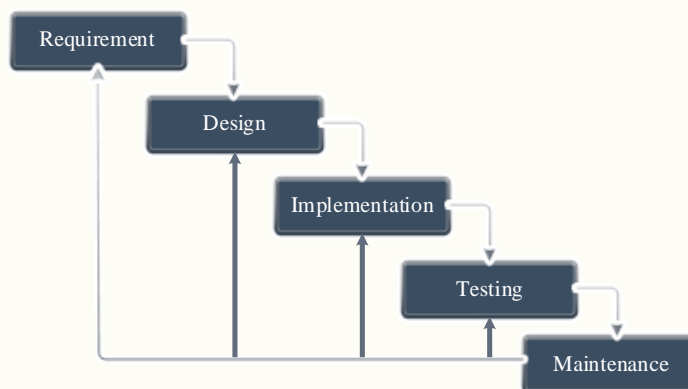 Requirement
Design
Implementation
Testing
Maintenance